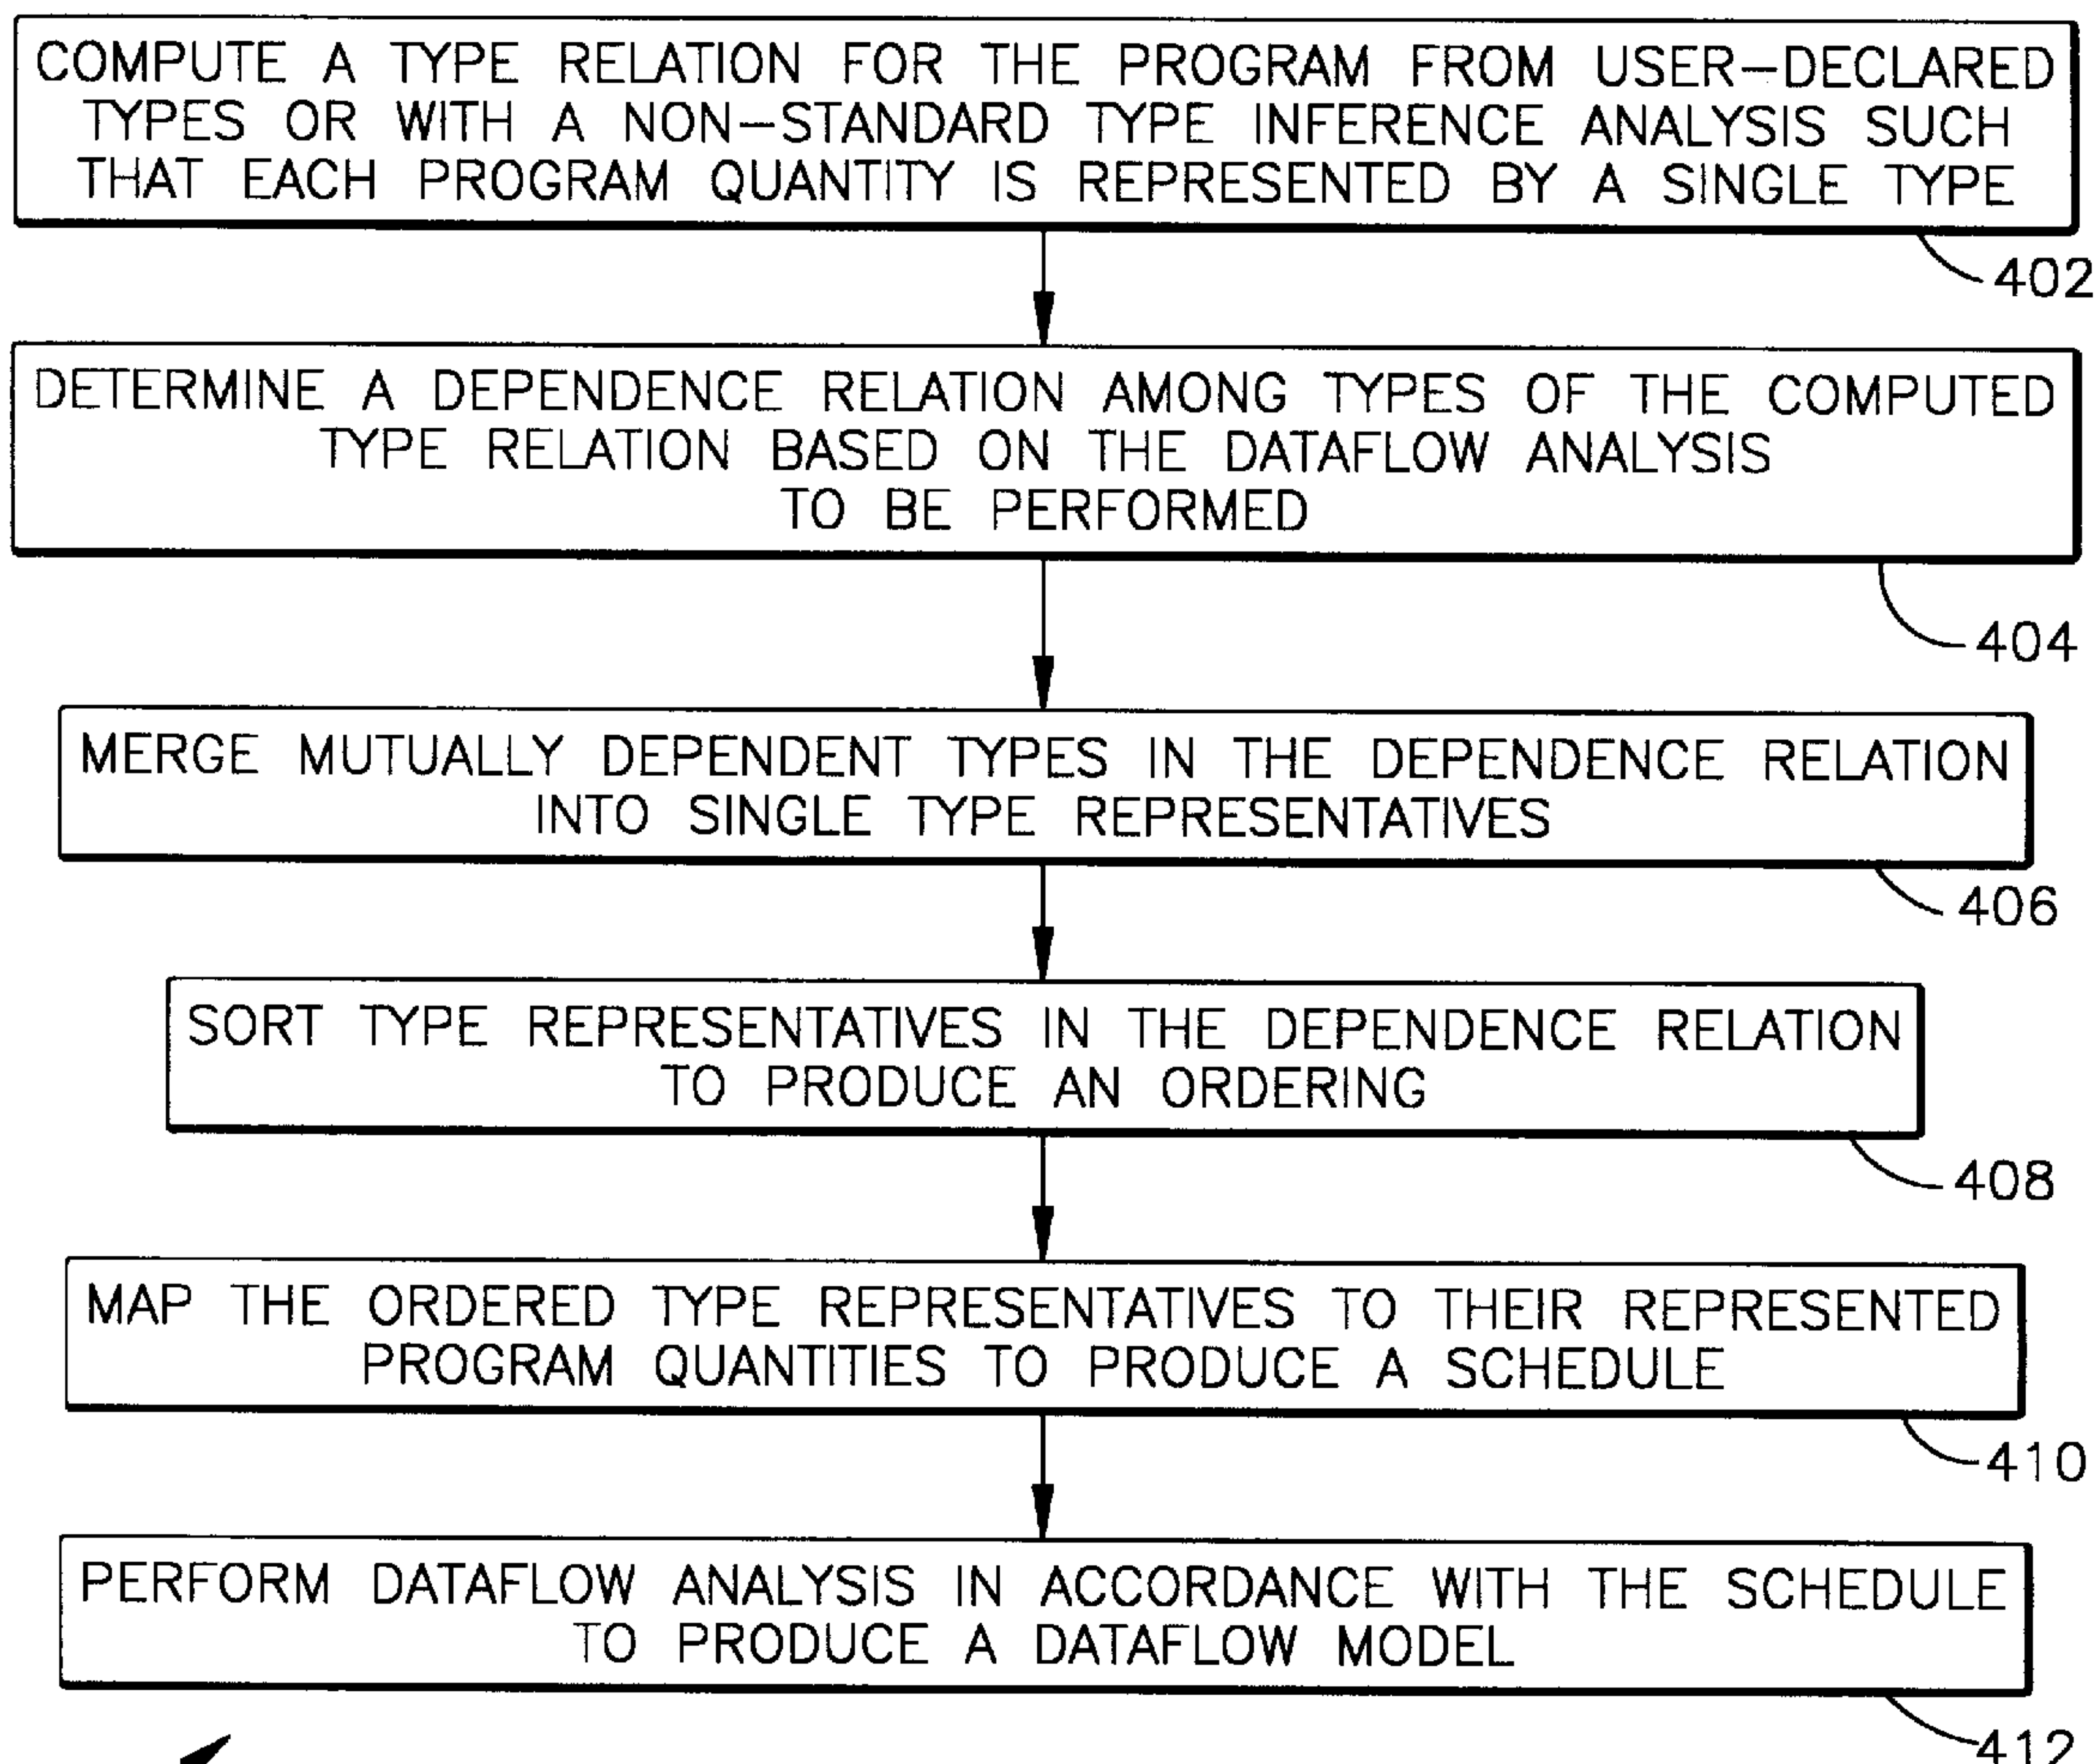 COMPUTE A TYPE RELATION FOR THE PROGRAM FROM USER-DECLARED
TYPES OR WITH A NON-STANDARD TYPE INFERENCE ANALYSIS SUCH
THAT EACH PROGRAM QUANTITY IS REPRESENTED BY A SINGLE TYPE
402
DETERMINE A DEPENDENCE RELATION AMONG TYPES OF THE COMPUTED
TYPE RELATION BASED ON THE DATAFLOW ANALYSIS
TO BE PERFORMED
404
MERGE MUTUALLY DEPENDENT TYPES IN THE DEPENDENCE RELATION
INTO SINGLE TYPE REPRESENTATIVES
406
SORT TYPE REPRESENTATIVES IN THE DEPENDENCE RELATION
TO PRODUCE AN ORDERING
408
MAP THE ORDERED TYPE REPRESENTATIVES TO THEIR REPRESENTED
PROGRAM QUANTITIES TO PRODUCE A SCHEDULE
410
PERFORM DATAFLOW ANALYSIS IN ACCORDANCE WITH THE SCHEDULE
TO PRODUCE A DATAFLOW MODEL
412